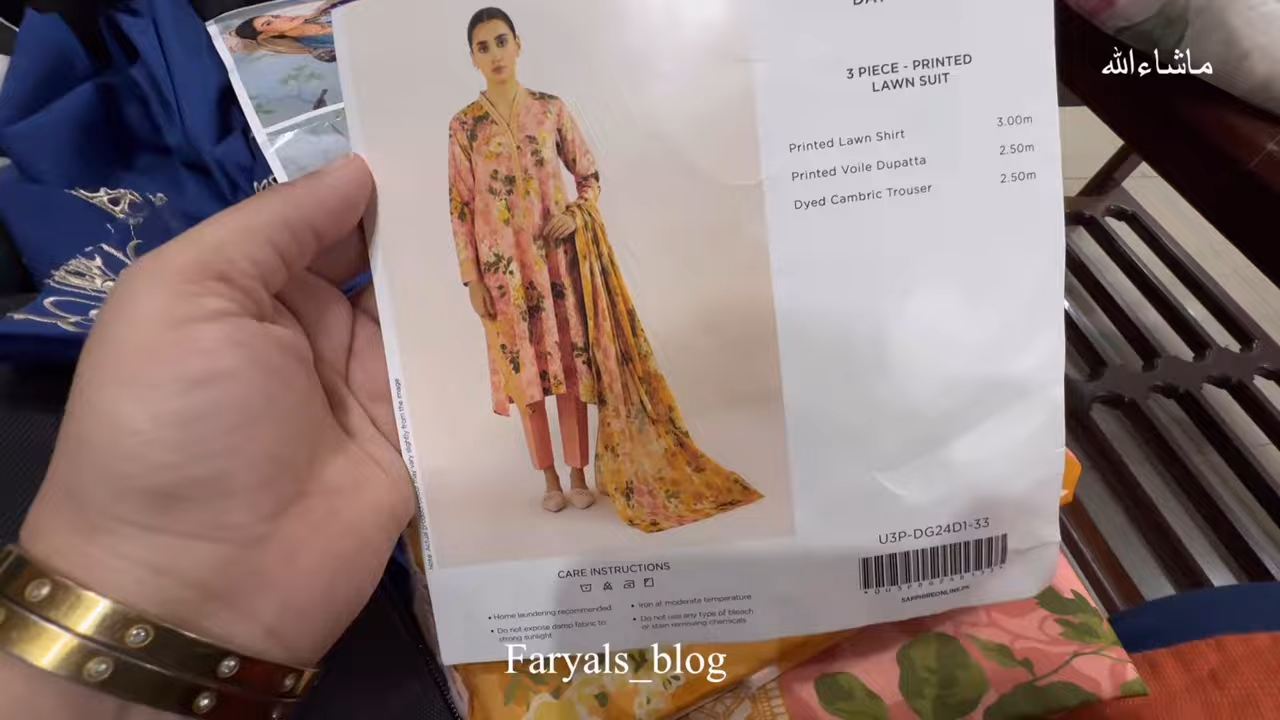 ماشاءالله
3 PIECE - PRINTED
LAWN SUIT
Printed Lawn Shirt 3.00m
Printed Voile Dupatta 2.50m
Dyed Cambric Trouser 2.50m
U3P-DG24D1-33
SAPPHIREONLINE.PK
CARE INSTRUCTIONS
• Home laundering recommended
• Do not expose damp fabric to
strong sunlight
• Iron at moderate temperature
• Do not use any type of bleach
or stain removing chemicals
Faryals_blog